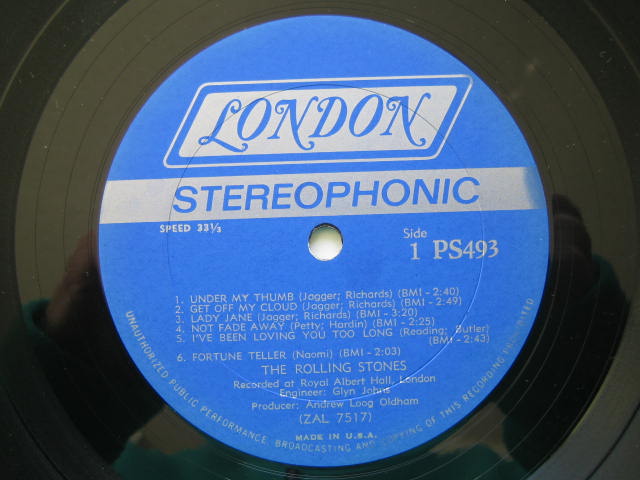 LONDON
STEREOPHONIC
SPEED 33⅓
Side
1 PS493
1. UNDER MY THUMB (Jagger; Richards) (BMI - 2:40)
2. GET OFF MY CLOUD (Jagger; Richards) (BMI - 2:49)
3. LADY JANE (Jagger; Richards) (BMI - 3:20)
4. NOT FADE AWAY (Petty; Hardin) (BMI - 2:25)
5. I'VE BEEN LOVING YOU TOO LONG (Reading; Butler)
(BMI - 2:43)
6. FORTUNE TELLER (Naomi) (BMI - 2:03)
THE ROLLING STONES
Recorded at Royal Albert Hall, London
Engineer: Glyn Johns
Producer: Andrew Loog Oldham
(ZAL 7517)
MADE IN U.S.A.
UNAUTHORIZED PUBLIC PERFORMANCE, BROADCASTING AND COPYING OF THIS RECORDING PROHIBITED